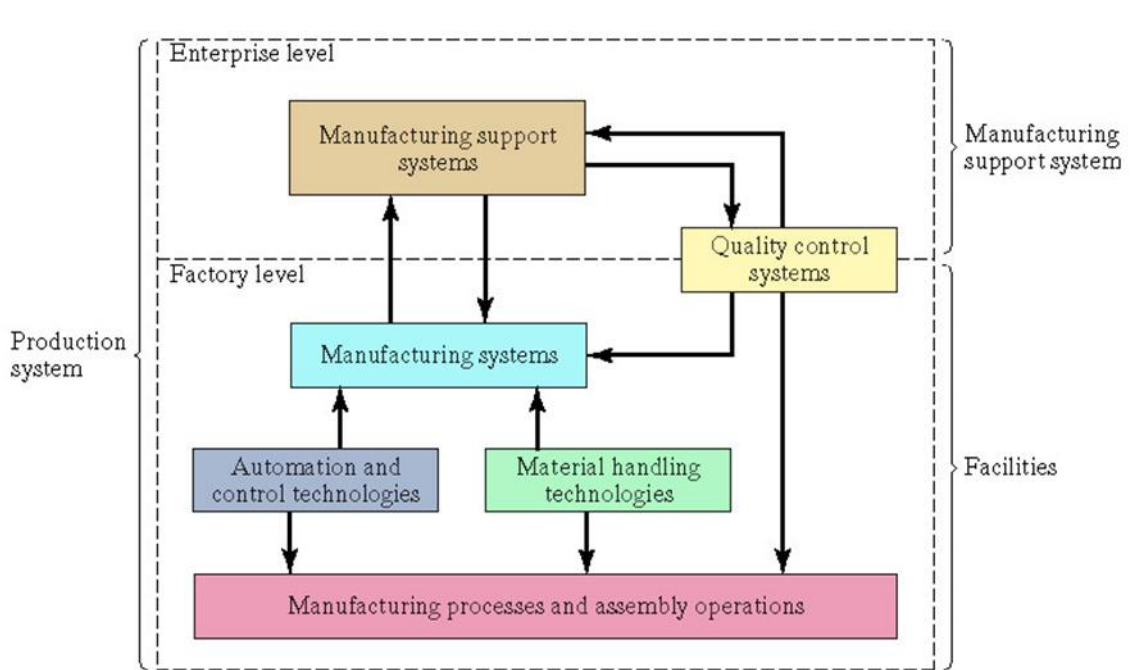 Enterprise level
Manufacturing support
systems
Manufacturing
support system
Quality control
systems
Factory level
Production
system
Manufacturing systems
Automation and
control technologies
Material handling
technologies
Facilities
Manufacturing processes and assembly operations